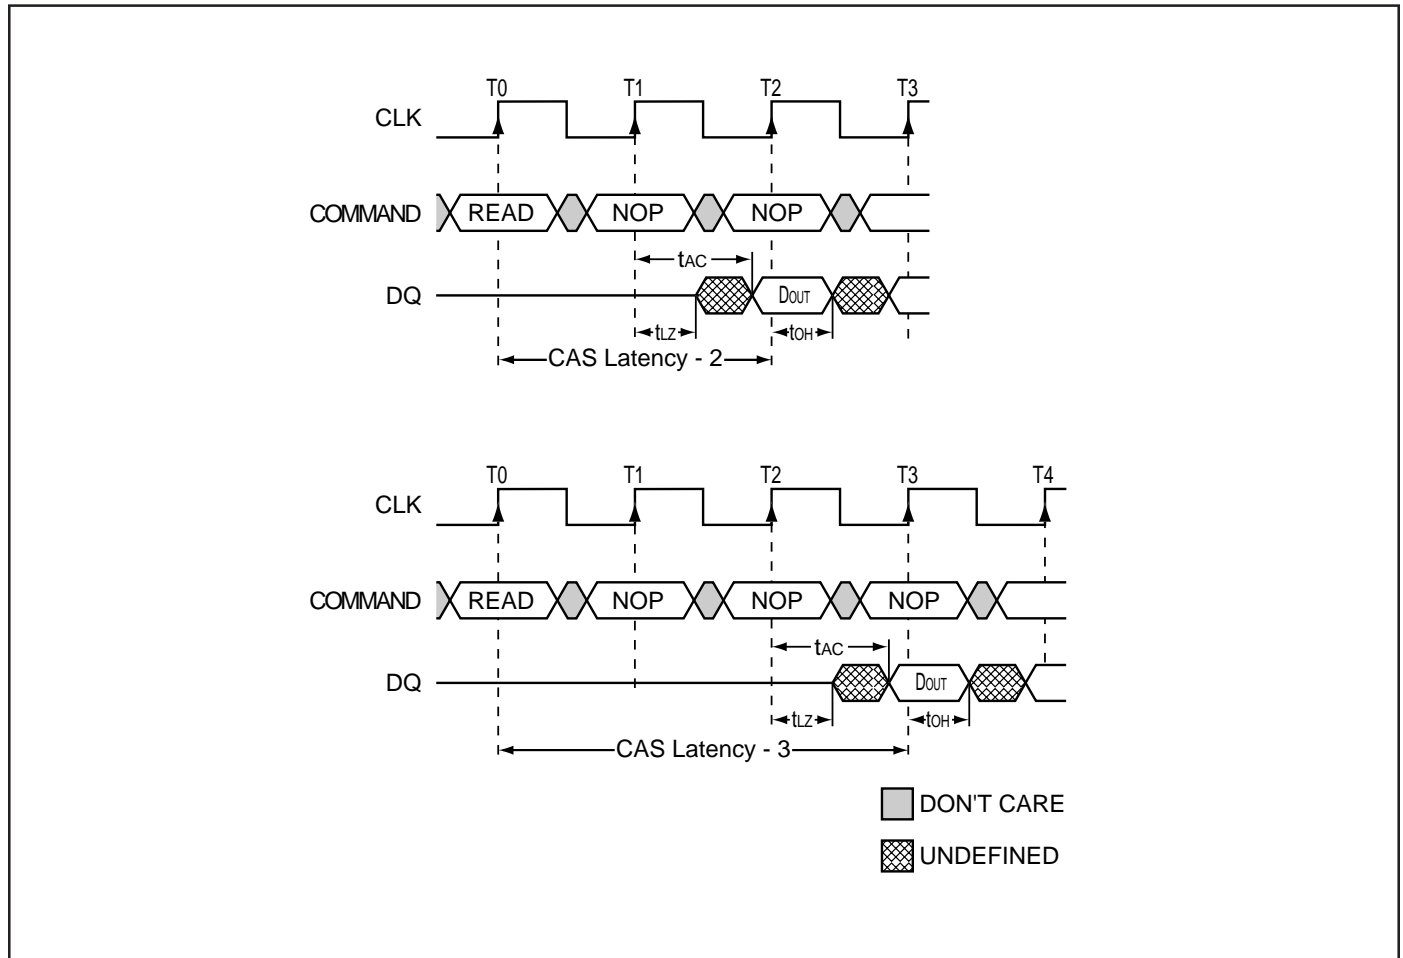 T0 T1 T2 T3
CLK
COMMAND READ NOP NOP
tAC
DQ DOUT
tLZ tOH
CAS Latency - 2
T0 T1 T2 T3 T4
CLK
COMMAND READ NOP NOP NOP
tAC
DQ DOUT
tLZ tOH
CAS Latency - 3
DON'T CARE
UNDEFINED